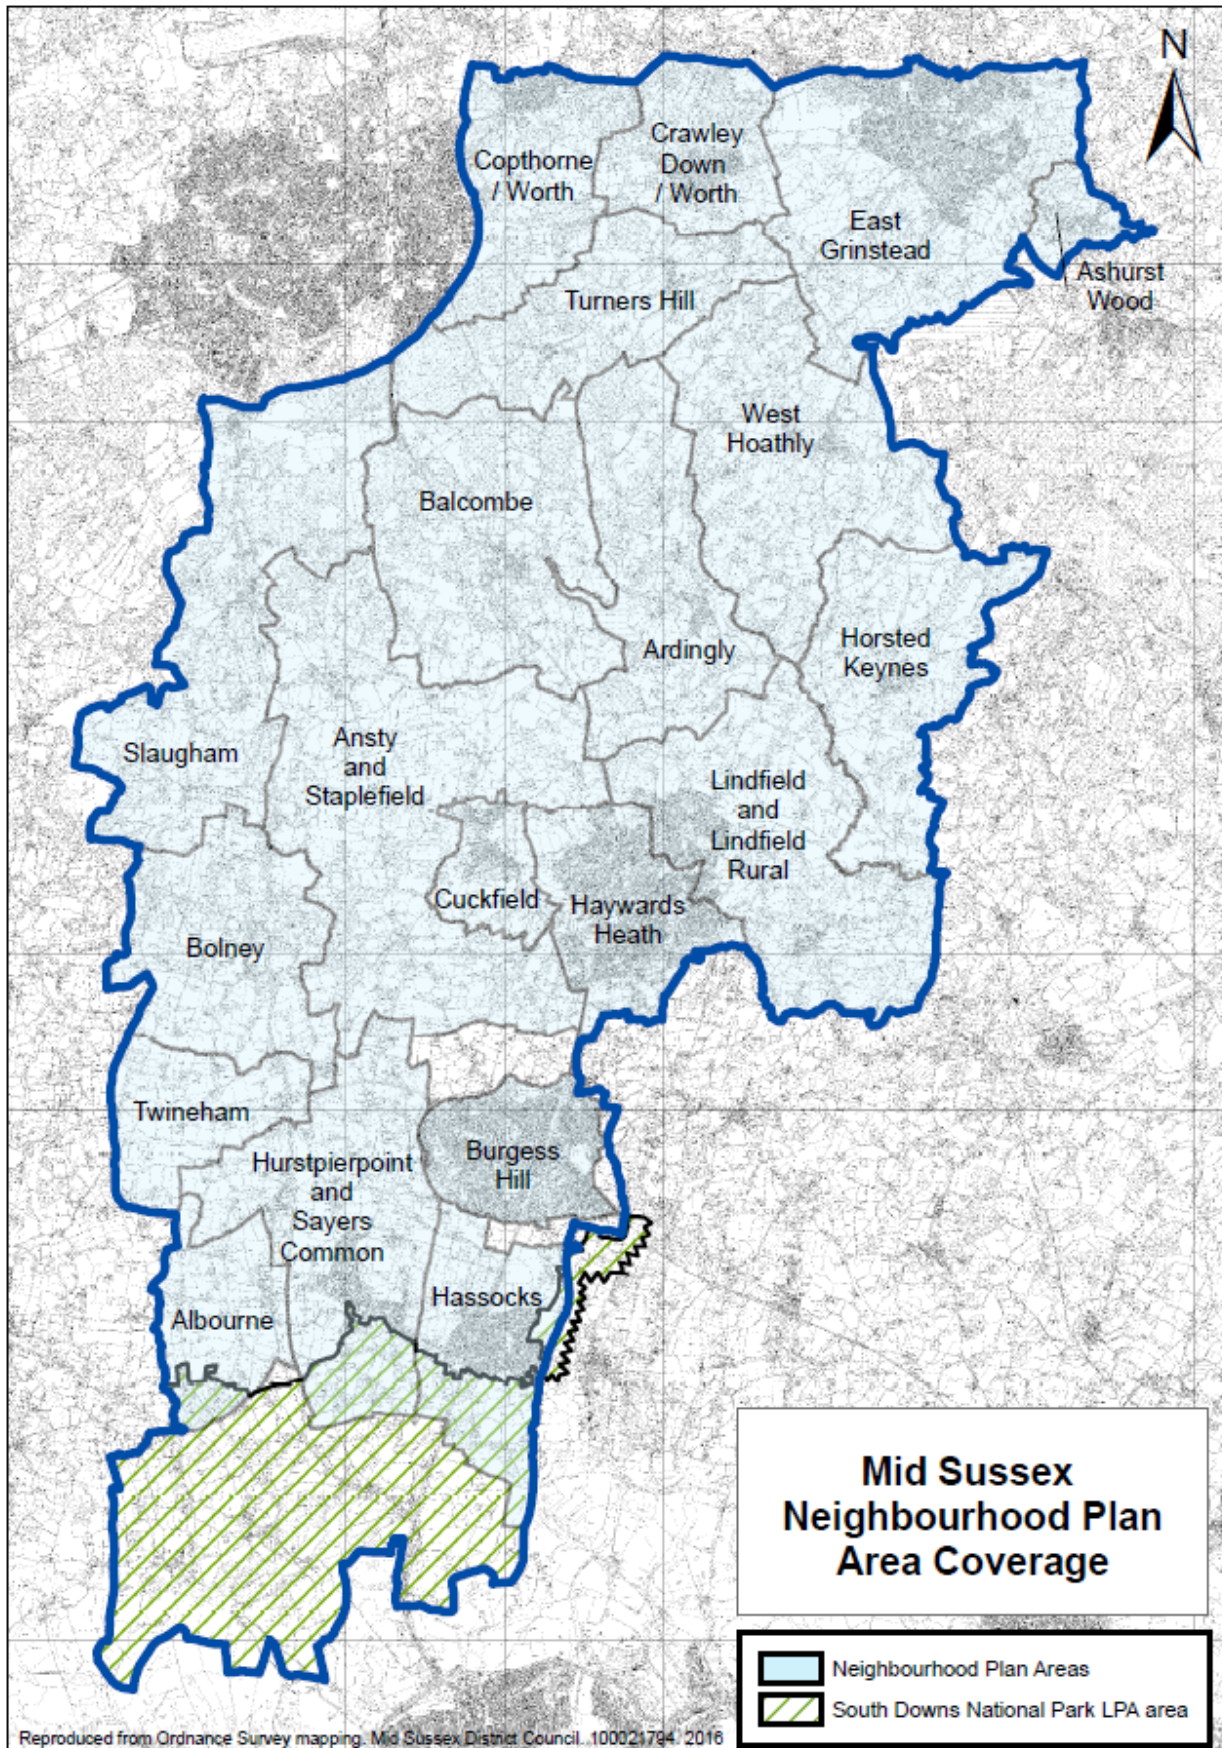 N
Copthorne
/ Worth
Crawley
Down
/ Worth
East
Grinstead
Ashurst
Wood
Turners Hill
West
Hoathly
Balcombe
Ardingly
Horsted
Keynes
Slaugham
Ansty
and
Staplefield
Lindfield
and
Lindfield
Rural
Cuckfield
Haywards
Heath
Bolney
Twineham
Burgess
Hill
Hurstpierpoint
and
Sayers
Common
Hassocks
Albourne
Mid Sussex
Neighbourhood Plan
Area Coverage
Neighbourhood Plan Areas
South Downs National Park LPA area
Reproduced from Ordnance Survey mapping. Mid Sussex District Council. 100021794. 2016